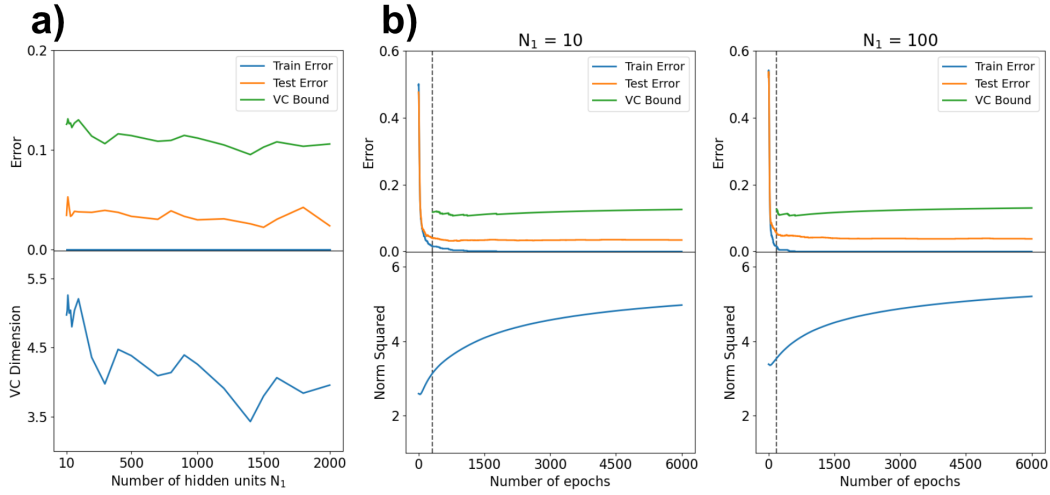 a)
0.2
0.1
0.0
Error
Train Error
Test Error
VC Bound
5.5
4.5
3.5
VC Dimension
10 500 1000 1500 2000
Number of hidden units N₁
b)
N₁ = 10
0.6
0.4
0.2
0.0
Error
Train Error
Test Error
VC Bound
6
4
2
Norm Squared
0 1500 3000 4500 6000
Number of epochs
N₁ = 100
0.6
0.4
0.2
0.0
Error
Train Error
Test Error
VC Bound
6
4
2
Norm Squared
0 1500 3000 4500 6000
Number of epochs